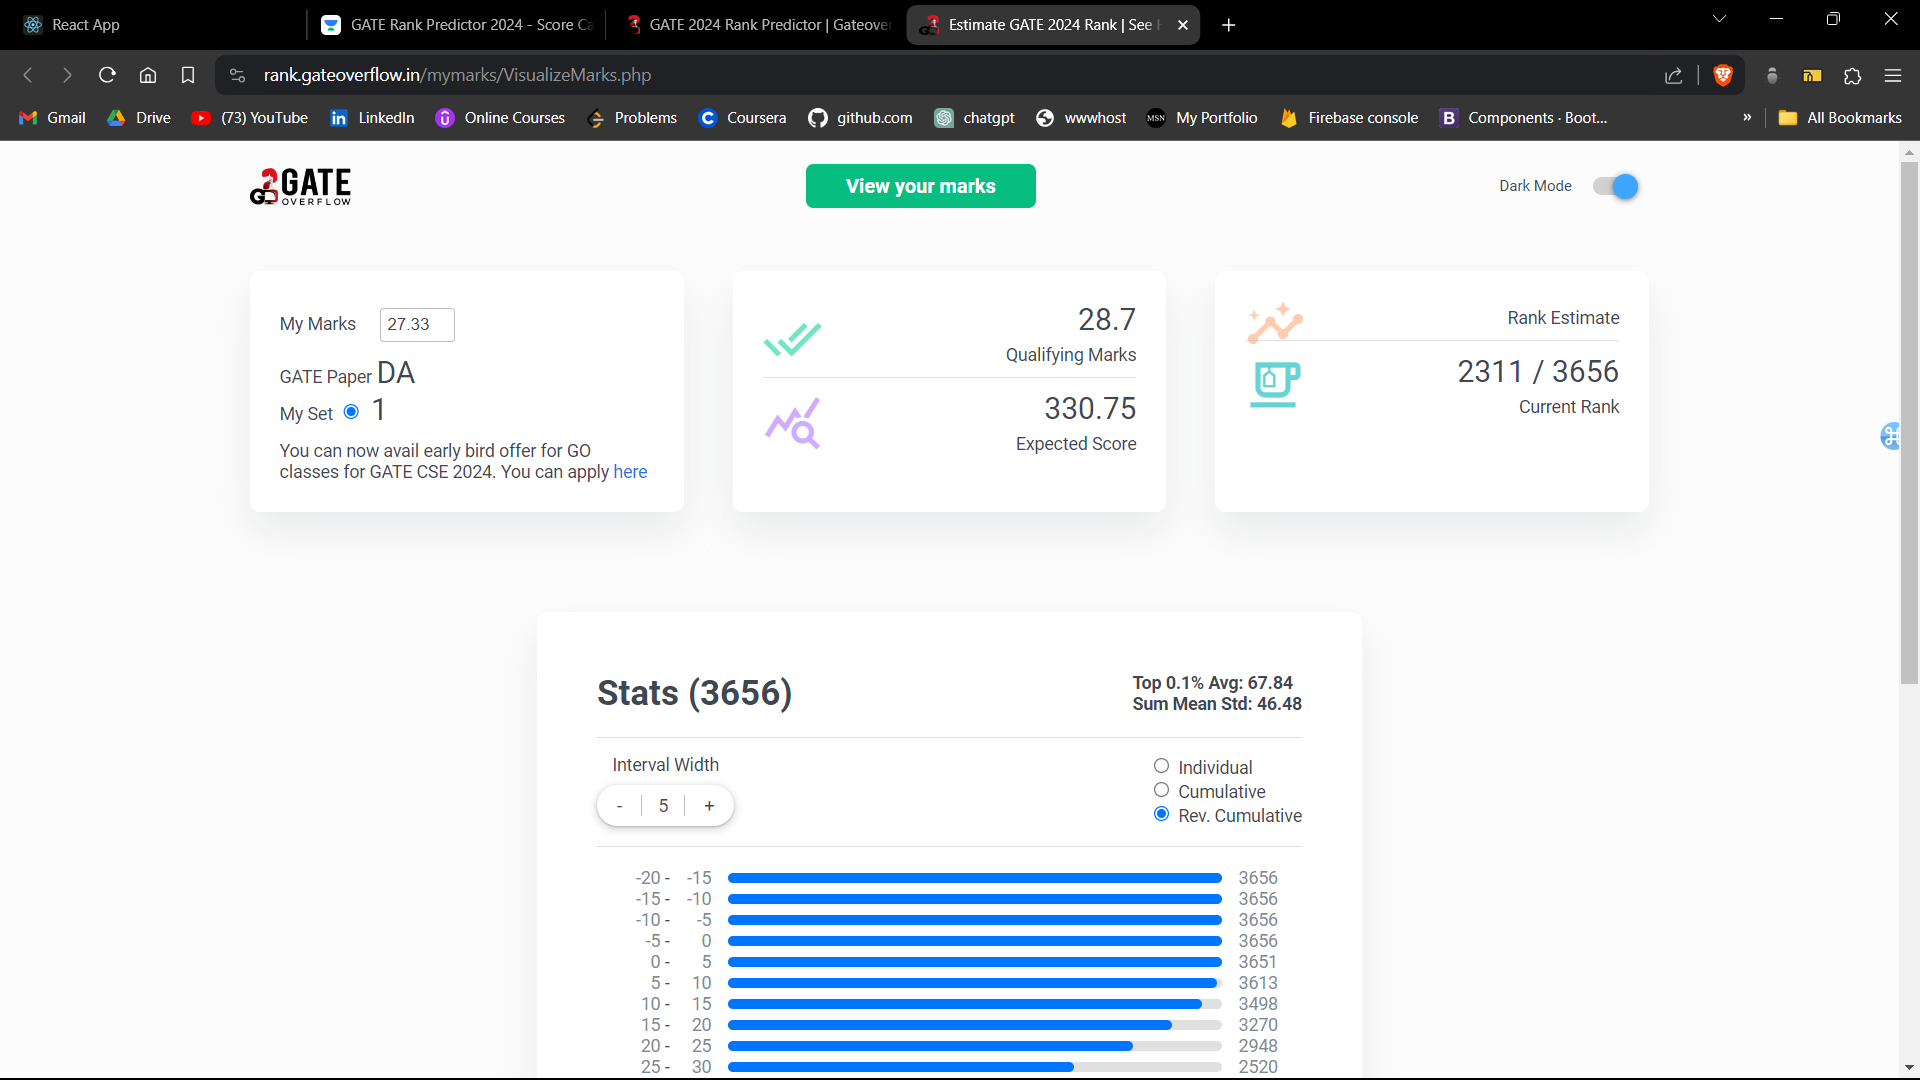 React App
GATE Rank Predictor 2024 - Score Ca
GATE 2024 Rank Predictor | Gateover
Estimate GATE 2024 Rank | See
rank.gateoverflow.in/mymarks/VisualizeMarks.php
Gmail
Drive
(73) YouTube
LinkedIn
Online Courses
Problems
Coursera
github.com
chatgpt
wwwhost
MSN
My Portfolio
Firebase console
B
Components · Boot...
»
All Bookmarks
GATE
OVERFLOW
View your marks
Dark Mode
My Marks 27.33
GATE Paper DA
My Set 1
You can now avail early bird offer for GO
classes for GATE CSE 2024. You can apply here
28.7
Qualifying Marks
330.75
Expected Score
Rank Estimate
2311 / 3656
Current Rank
Stats (3656)
Top 0.1% Avg: 67.84
Sum Mean Std: 46.48
Interval Width
- 5 +
Individual
Cumulative
Rev. Cumulative
-20 - -15 3656
-15 - -10 3656
-10 - -5 3656
-5 - 0 3656
0 - 5 3651
5 - 10 3613
10 - 15 3498
15 - 20 3270
20 - 25 2948
25 - 30 2520